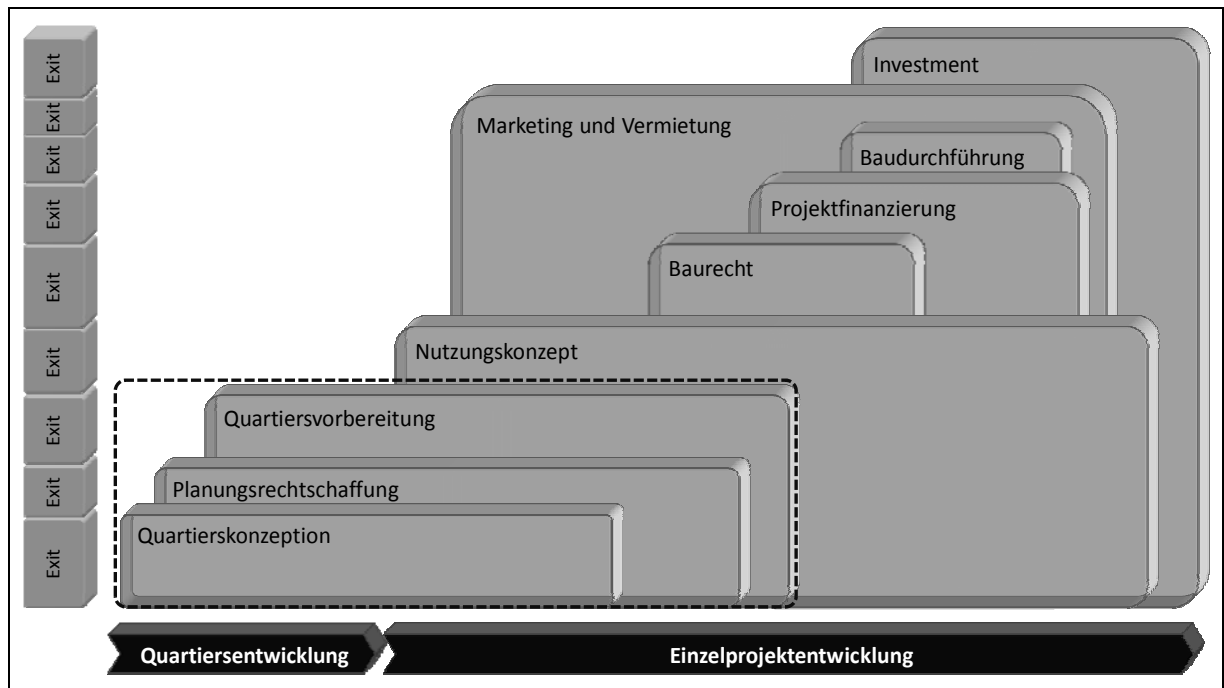 Exit
Investment
Exit
Marketing und Vermietung
Exit
Baudurchführung
Exit
Projektfinanzierung
Exit
Baurecht
Exit
Nutzungskonzept
Exit
Quartiersvorbereitung
Exit
Planungsrechtschaffung
Exit
Quartierskonzeption
Quartiersentwicklung
Einzelprojektentwicklung